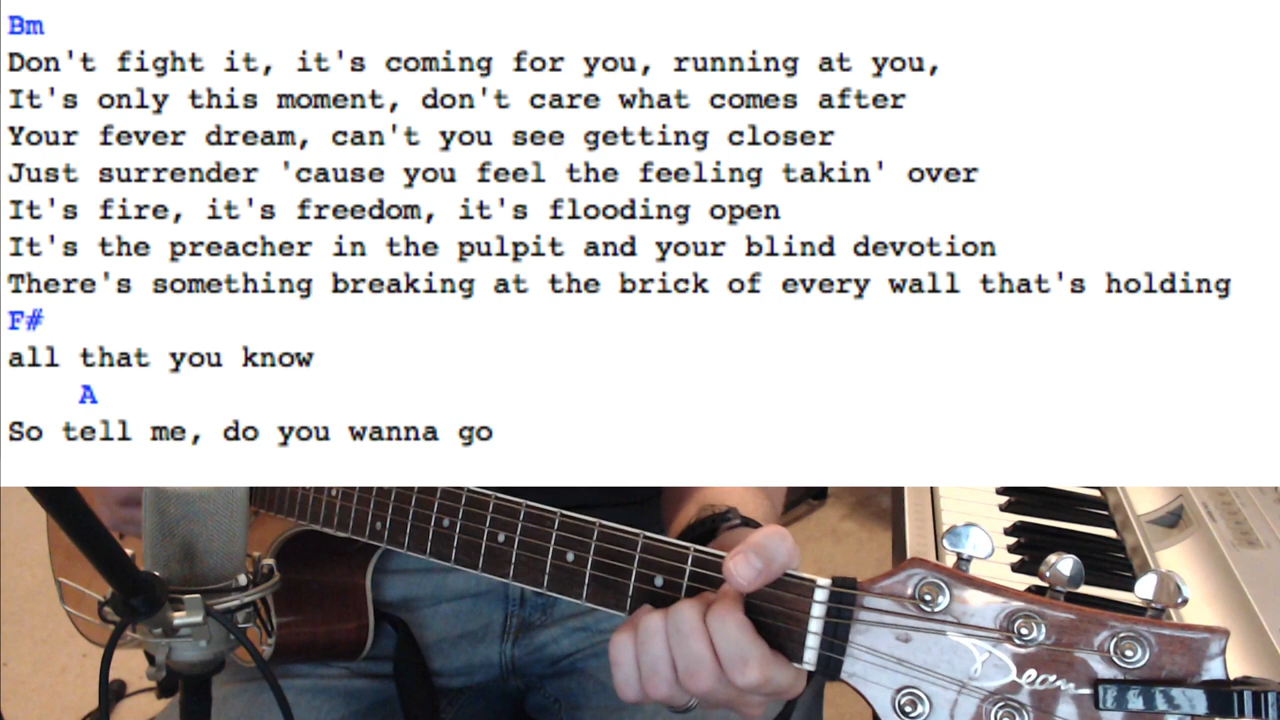 Bm
Don't fight it, it's coming for you, running at you,
It's only this moment, don't care what comes after
Your fever dream, can't you see getting closer
Just surrender 'cause you feel the feeling takin' over
It's fire, it's freedom, it's flooding open
It's the preacher in the pulpit and your blind devotion
There's something breaking at the brick of every wall that's holding
F#
all that you know
A
So tell me, do you wanna go
Dean